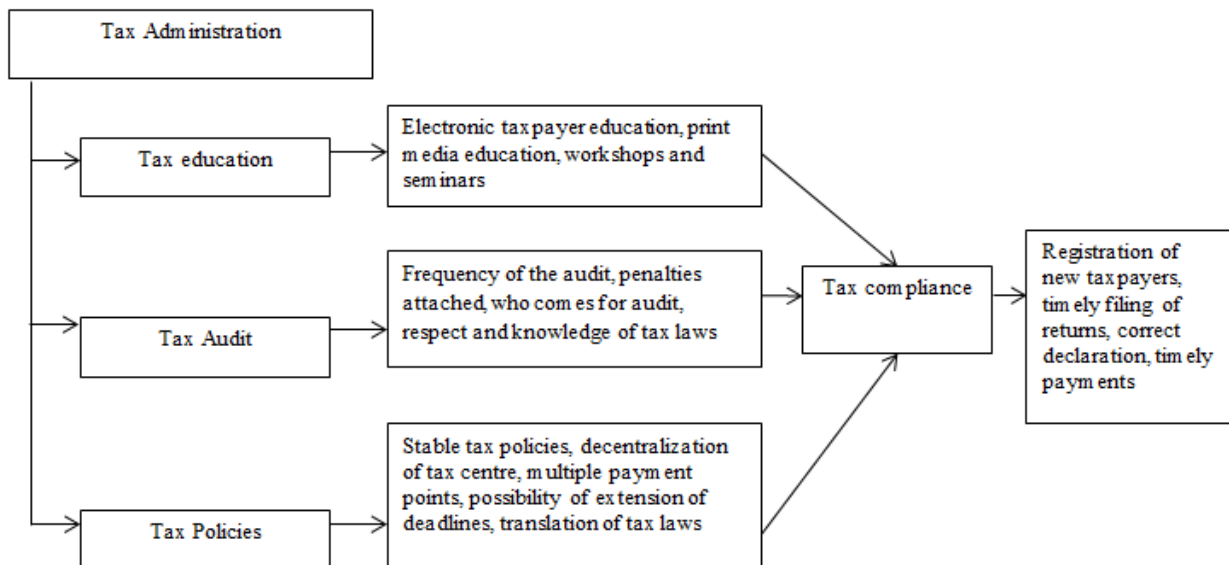 Tax Administration
Tax education
Electronic taxpayer education, print
media education, workshops and
seminars
Tax Audit
Frequency of the audit, penalties
attached, who comes for audit,
respect and knowledge of tax laws
Tax Policies
Stable tax policies, decentralization
of tax centre, multiple payment
points, possibility of extension of
deadlines, translation of tax laws
Tax compliance
Registration of
new taxpayers,
timely filing of
returns, correct
declaration, timely
payments